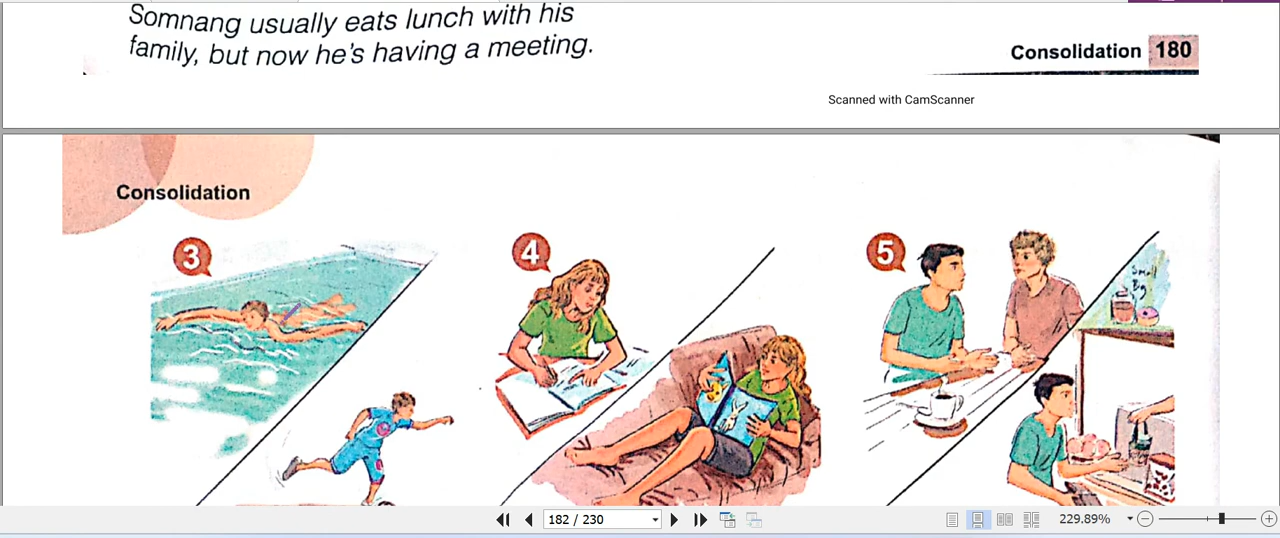 Somnang usually eats lunch with his
family, but now he's having a meeting.
Consolidation 180
Scanned with CamScanner
Consolidation
3
4
5
Small
182 / 230
229.89%